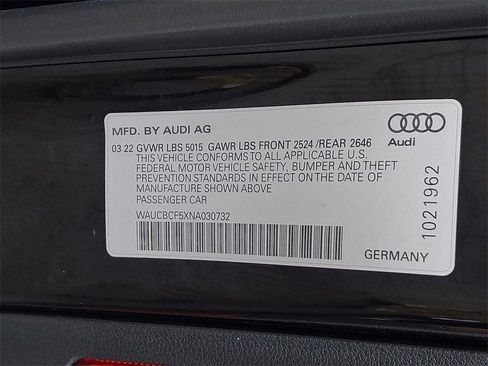 MFD. BY AUDI AG
03 22 GVWR LBS 5015 GAWR LBS FRONT 2524 /REAR 2646
THIS VEHICLE CONFORMS TO ALL APPLICABLE U.S.
FEDERAL MOTOR VEHICLE SAFETY, BUMPER AND THEFT
PREVENTION STANDARDS IN EFFECT ON THE DATE OF
MANUFACTURE SHOWN ABOVE
PASSENGER CAR
WAUCBCF5XNA030732
Audi
1021962
GERMANY